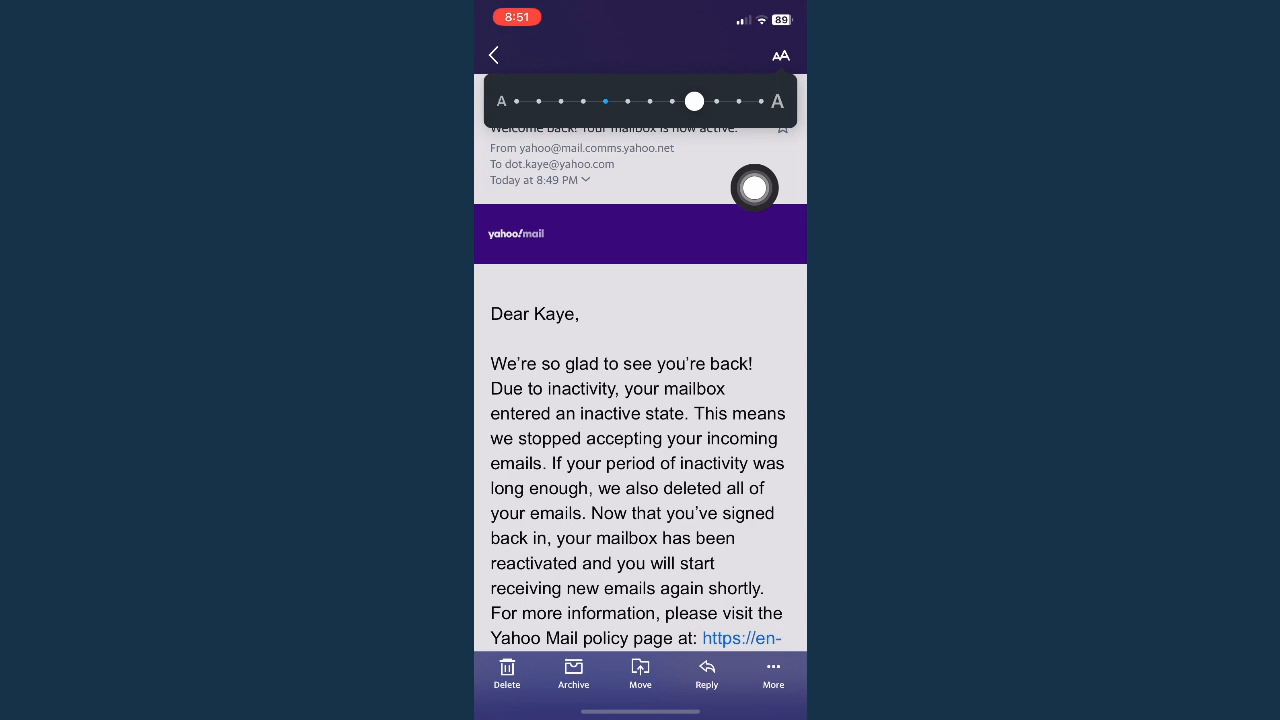 8:51
89
AA
A A
Welcome back! Your mailbox is now active.
From yahoo@mail.comms.yahoo.net
To dot.kaye@yahoo.com
Today at 8:49 PM
yahoo!mail
Dear Kaye,
We're so glad to see you're back!
Due to inactivity, your mailbox
entered an inactive state. This means
we stopped accepting your incoming
emails. If your period of inactivity was
long enough, we also deleted all of
your emails. Now that you've signed
back in, your mailbox has been
reactivated and you will start
receiving new emails again shortly.
For more information, please visit the
Yahoo Mail policy page at: https://en-
Delete Archive Move Reply More